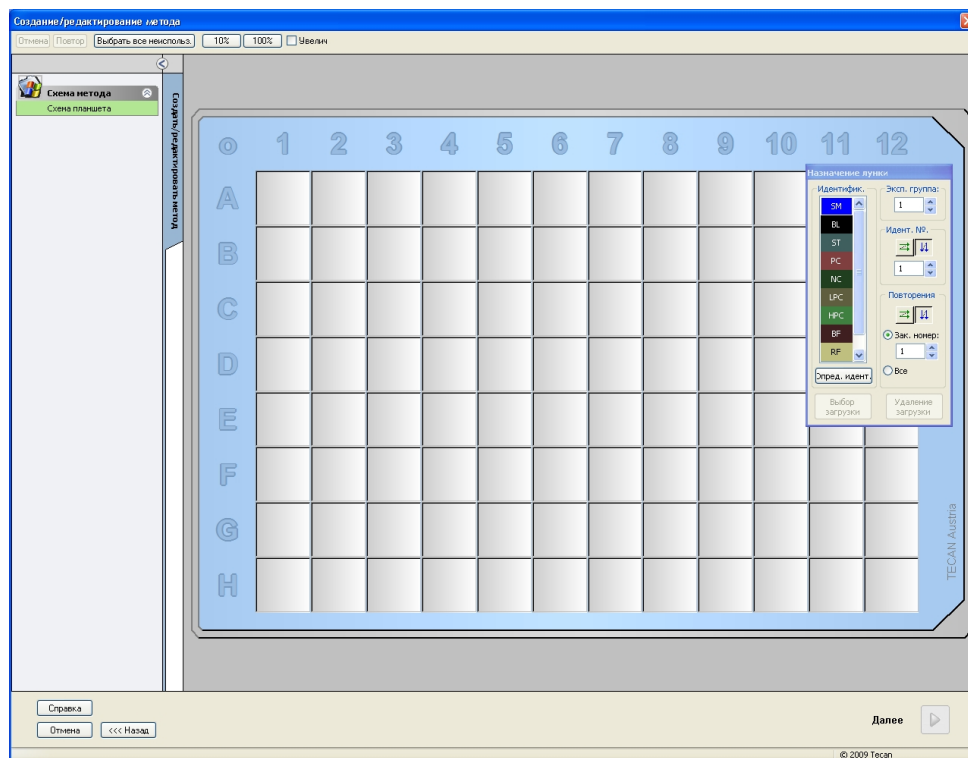 Создание/редактирование метода
Отмена Повтор Выбрать все неиспольз. 10% 100% Увелич
Схема метода
Схема планшета
Создать/редактировать метод
o 1 2 3 4 5 6 7 8 9 10 11 12
A
B
C
D
E
F
G
H
Назначение лунки
Идентифик.
SM
BL
ST
PC
NC
LPC
HPC
BF
RF
Опред. идент.
Выбор
загрузки
Эксп. группа:
1
Идент. №.
1
Повторения
Зак. номер:
1
Все
Удаление
загрузки
TECAN Austria
Справка
Отмена <<< Назад
Далее
© 2009 Tecan